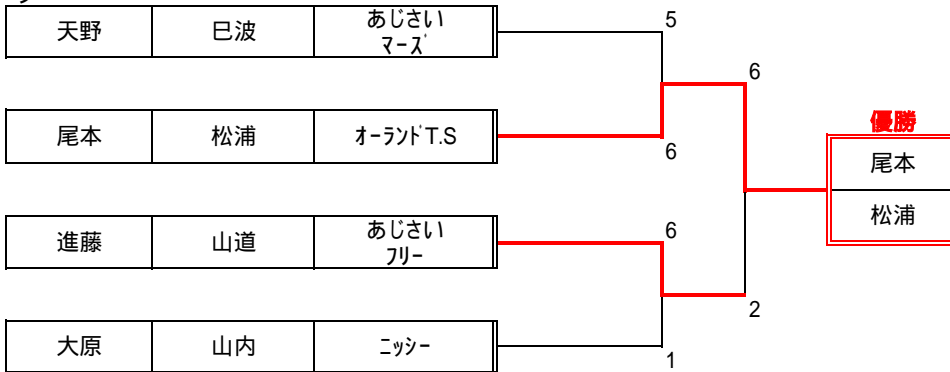 天野 巳波 あじさい
マーズ
5
6
尾本 松浦 オーランドT.S
6
優勝
尾本
松浦
進藤 山道 あじさい
フリー
6
2
大原 山内 ニッシー
1